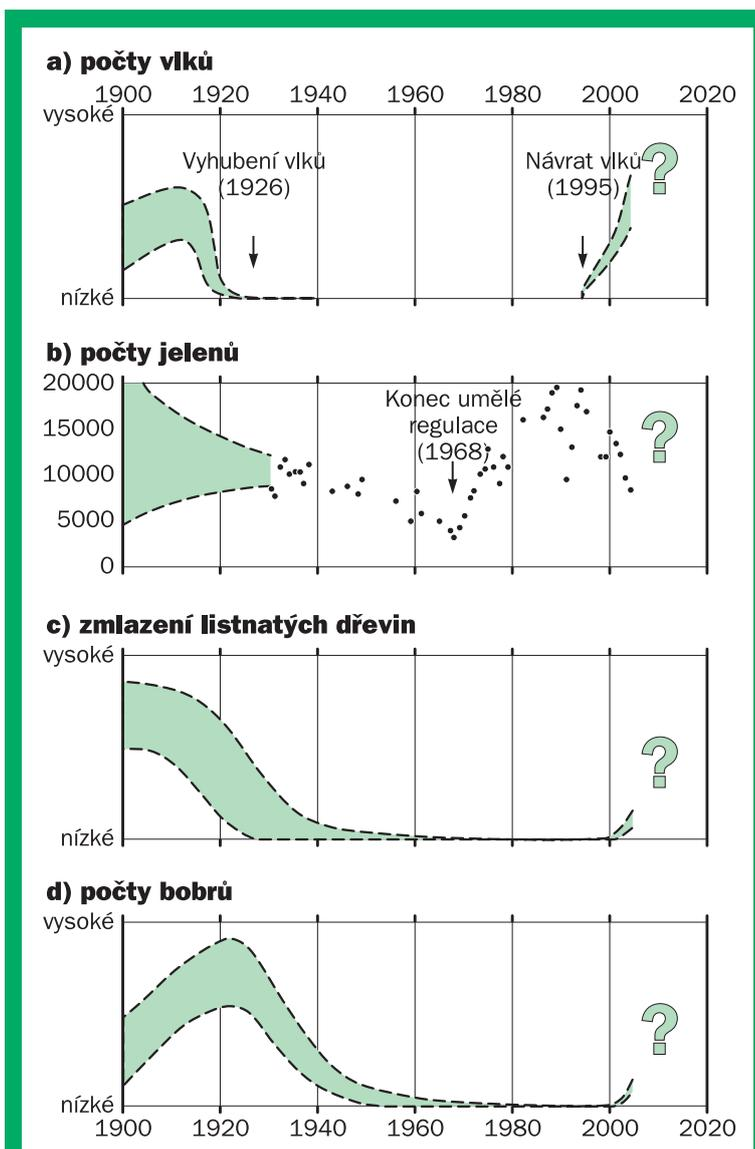 a) počty vlků
1900 1920 1940 1960 1980 2000 2020
vysoké
Vyhubení vlků
(1926)
Návrat vlků
(1995)
?
nízké
b) počty jelenů
20000
15000
10000
5000
0
Konec umělé
regulace
(1968)
?
c) zmlazení listnatých dřevin
vysoké
?
nízké
d) počty bobrů
vysoké
?
nízké
1900 1920 1940 1960 1980 2000 2020